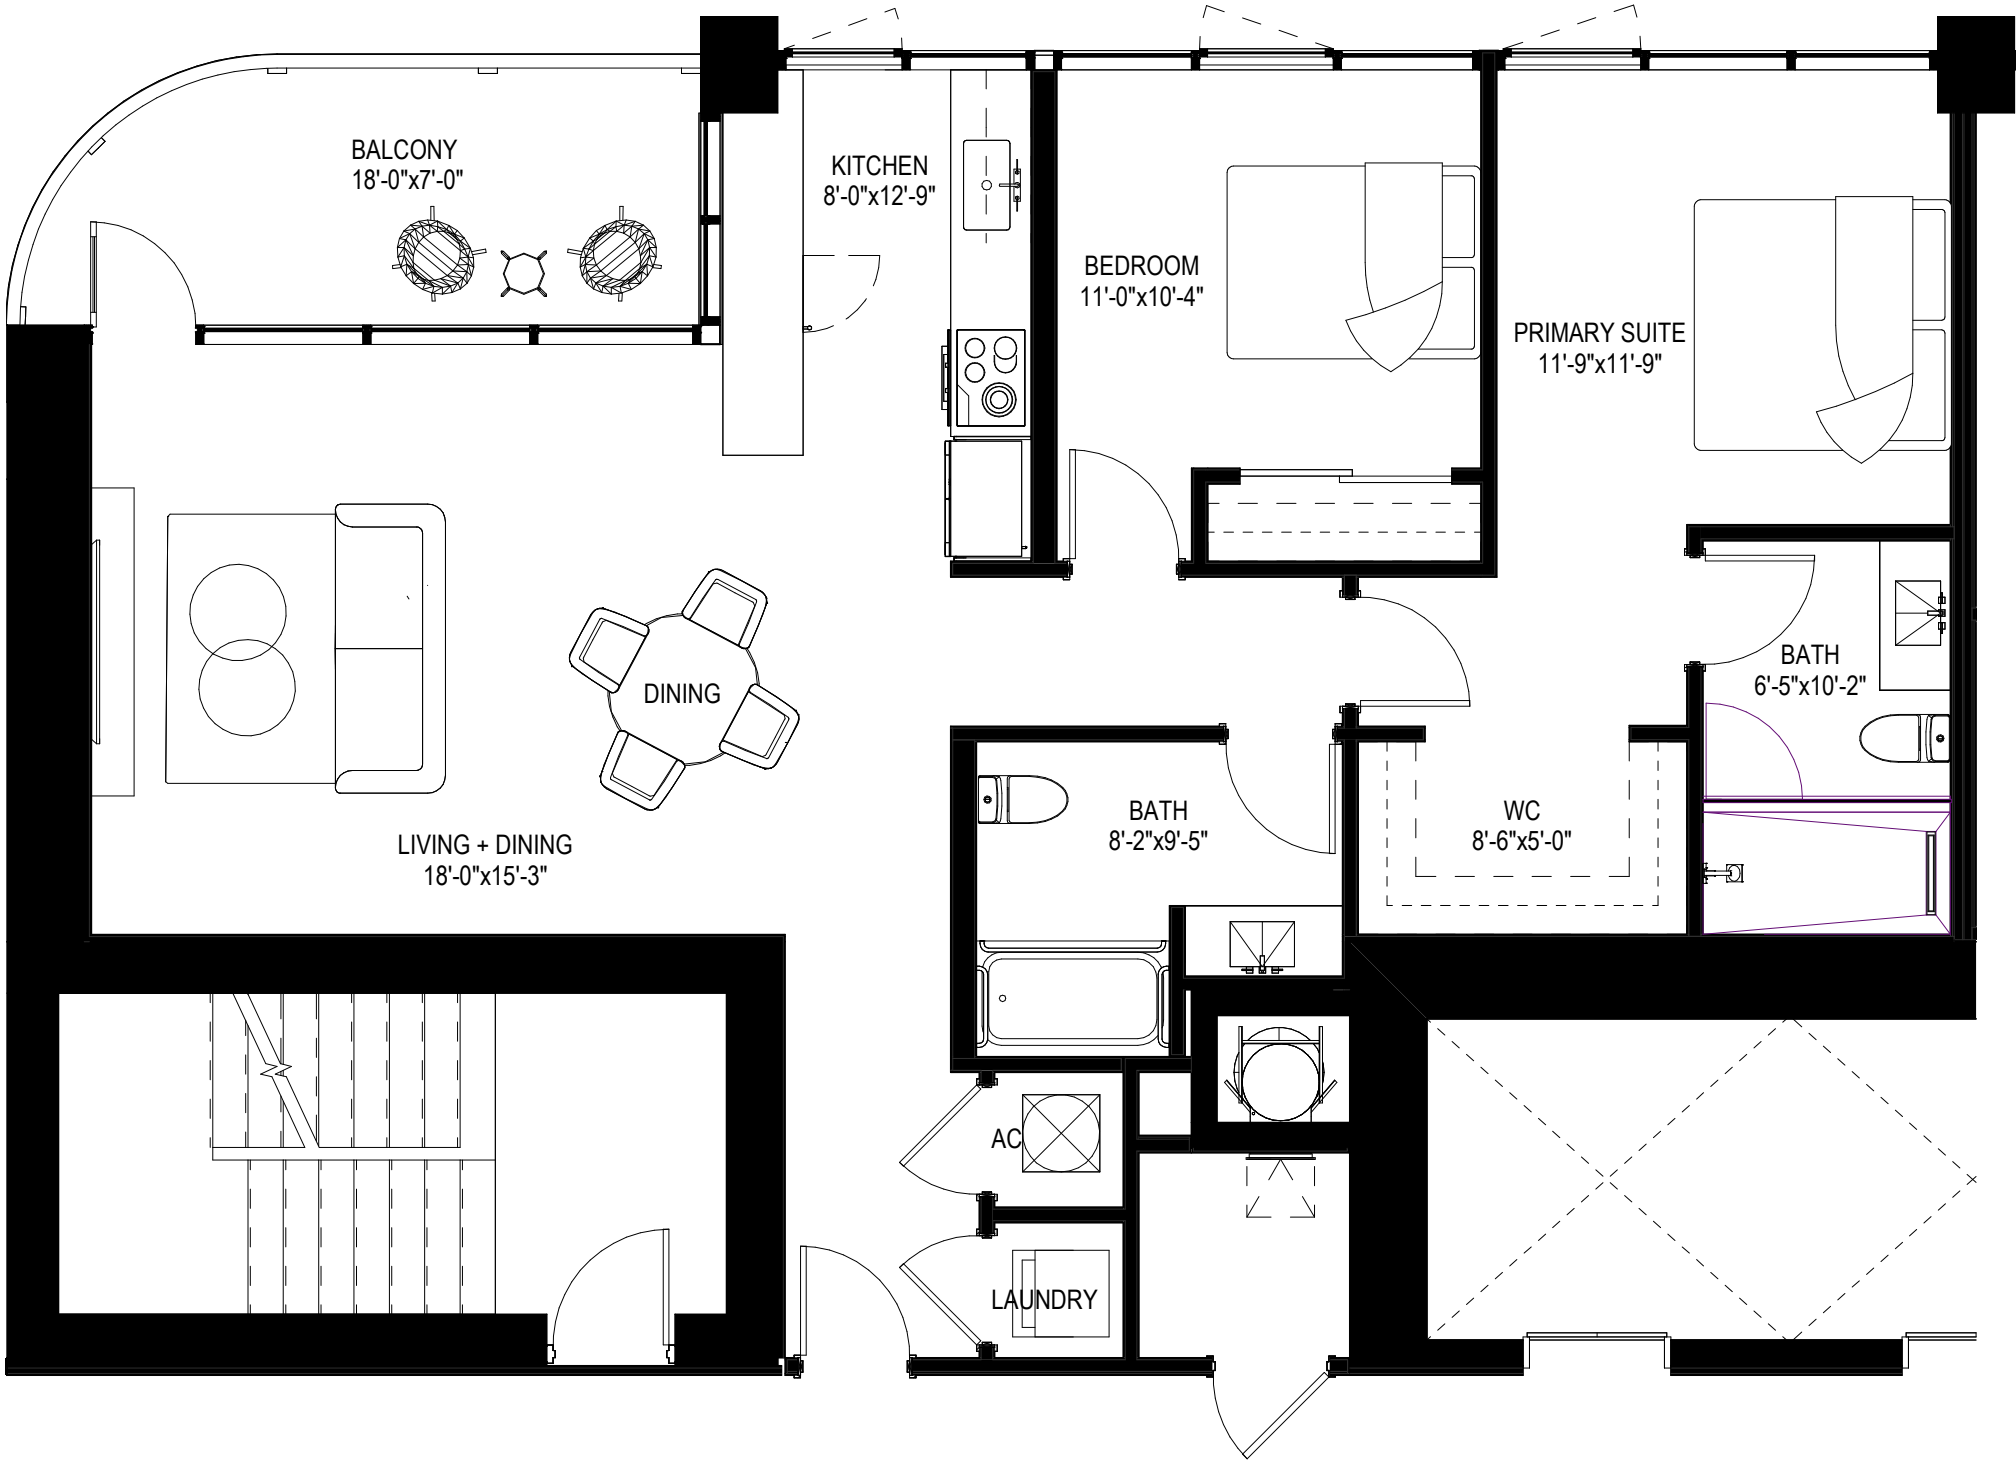 BALCONY
18'-0"x7'-0"
KITCHEN
8'-0"x12'-9"
BEDROOM
11'-0"x10'-4"
PRIMARY SUITE
11'-9"x11'-9"
DINING
BATH
6'-5"x10'-2"
LIVING + DINING
18'-0"x15'-3"
BATH
8'-2"x9'-5"
WC
8'-6"x5'-0"
AC
LAUNDRY